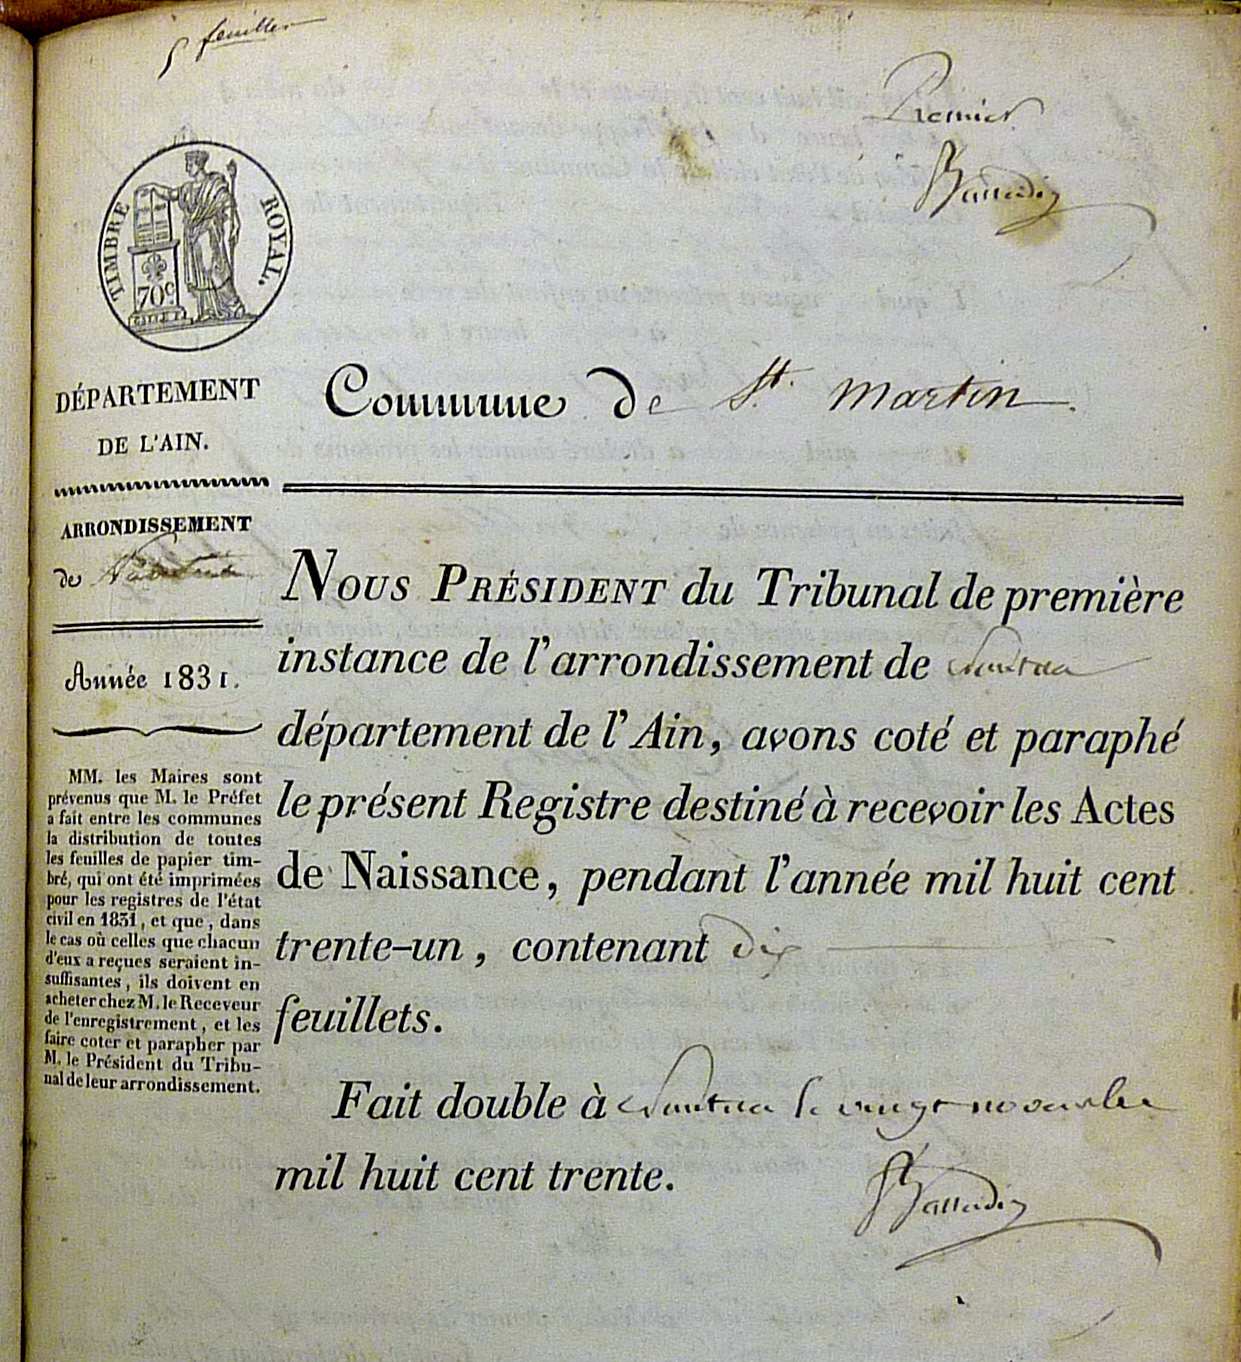 5 feuilles
Premier
TIMBRE ROYAL.
70c
DÉPARTEMENT
DE L'AIN.
ARRONDISSEMENT
de Nantua
Année 1831.
MM. les Maires sont
prévenus que M. le Préfet
a fait entre les communes
la distribution de toutes
les feuilles de papier tim-
bré, qui ont été imprimées
pour les registres de l'état
civil en 1831, et que, dans
le cas où celles que chacun
d'eux a reçues seraient in-
suffisantes, ils doivent en
acheter chez M. le Receveur
de l'enregistrement, et les
faire coter et parapher par
M. le Président du Tribu-
nal de leur arrondissement.
Commune de St. Martin.
NOUS PRÉSIDENT du Tribunal de première
instance de l'arrondissement de Nantua
département de l'Ain, avons coté et paraphé
le présent Registre destiné à recevoir les Actes
de Naissance, pendant l'année mil huit cent
trente-un, contenant dix
feuillets.
Fait double à Nantua le vingt novembre
mil huit cent trente.